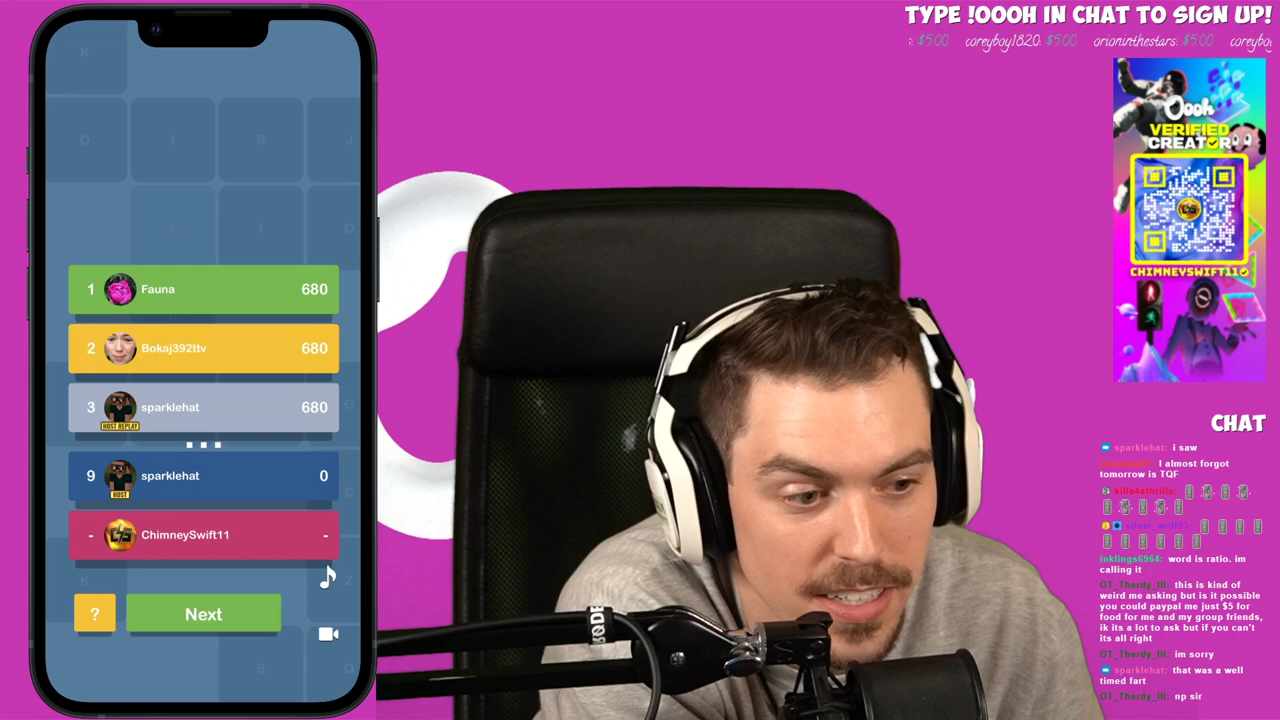 TYPE !OOOH IN CHAT TO SIGN UP!
$5.00 coreyboy1820: $5.00 orioninthestars: $5.00
K
O I R J
I O
1 Fauna 680
2 Bokaj392ttv 680
3 sparklehat 680
HOST REPLAY
...
9 sparklehat 0
HOST
- ChimneySwift11 -
K
? Next
S
Oooh
VERIFIED
CREATOR
CHIMNEYSWIFT11
CHAT
sparklehat: i saw
I almost forgot
tomorrow is TQF
killa4athrilla:
inklings6964: word is ratio. im
calling it
OT_Therdy_III: this is kind of
weird me asking but is it possible
you could paypal me just $5 for
food for me and my group friends,
ik its a lot to ask but if you can't
its all right
OT_Therdy_III: im sorry
sparklehat: that was a well
timed fart
OT_Therdy_III: np sir